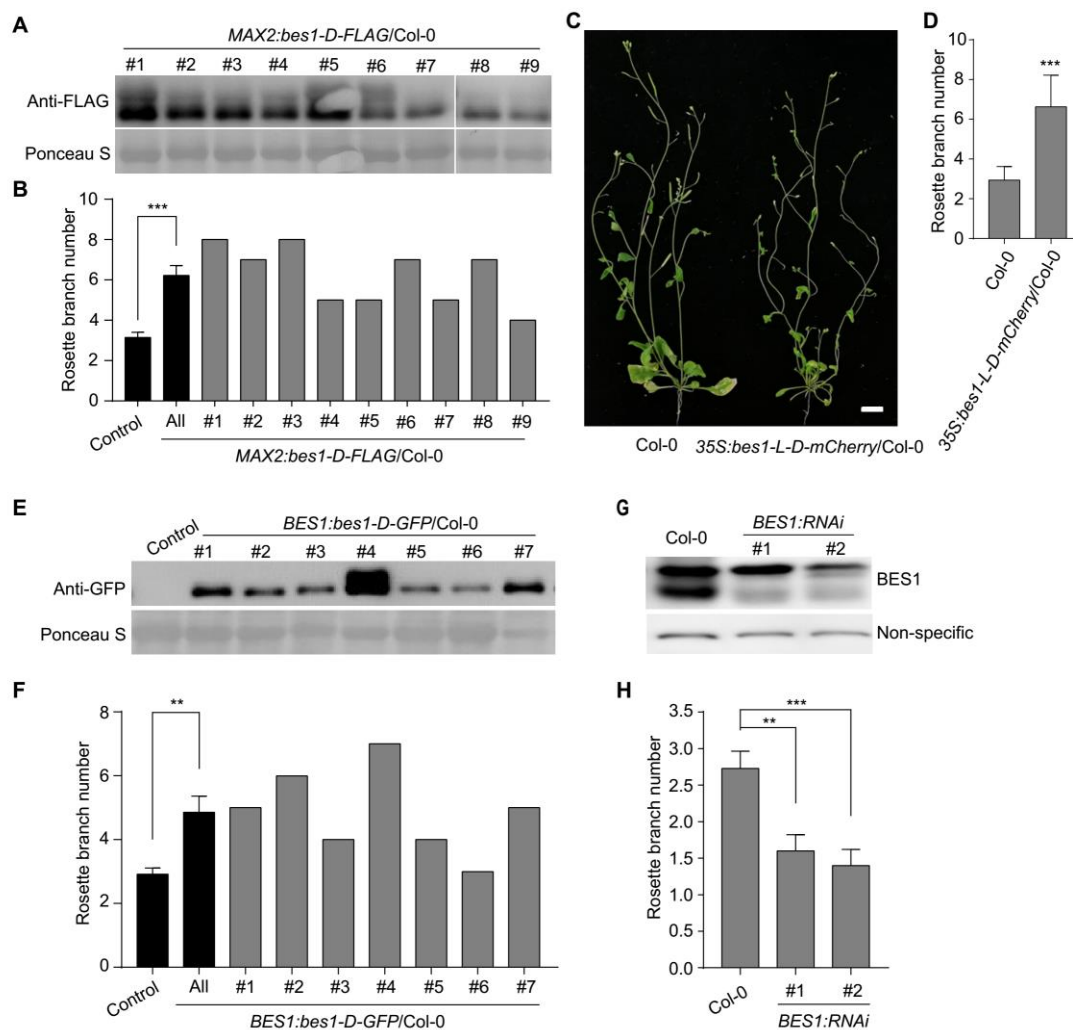 A
MAX2:bes1-D-FLAG/Col-0
#1 #2 #3 #4 #5 #6 #7 #8 #9
Anti-FLAG
Ponceau S
B
Rosette branch number
10
8
6
4
2
0
***
Control
All
#1 #2 #3 #4 #5 #6 #7 #8 #9
MAX2:bes1-D-FLAG/Col-0
C
Col-0
35S:bes1-L-D-mCherry/Col-0
D
Rosette branch number
10
8
6
4
2
0
***
Col-0
35S:bes1-L-D-mCherry/Col-0
E
Control
BES1:bes1-D-GFP/Col-0
#1 #2 #3 #4 #5 #6 #7
Anti-GFP
Ponceau S
F
Rosette branch number
8
6
4
2
0
**
Control
All
#1 #2 #3 #4 #5 #6 #7
BES1:bes1-D-GFP/Col-0
G
Col-0
BES1:RNAi
#1 #2
BES1
Non-specific
H
Rosette branch number
3.5
3.0
2.5
2.0
1.5
1.0
0.5
0.0
***
**
Col-0
#1 #2
BES1:RNAi